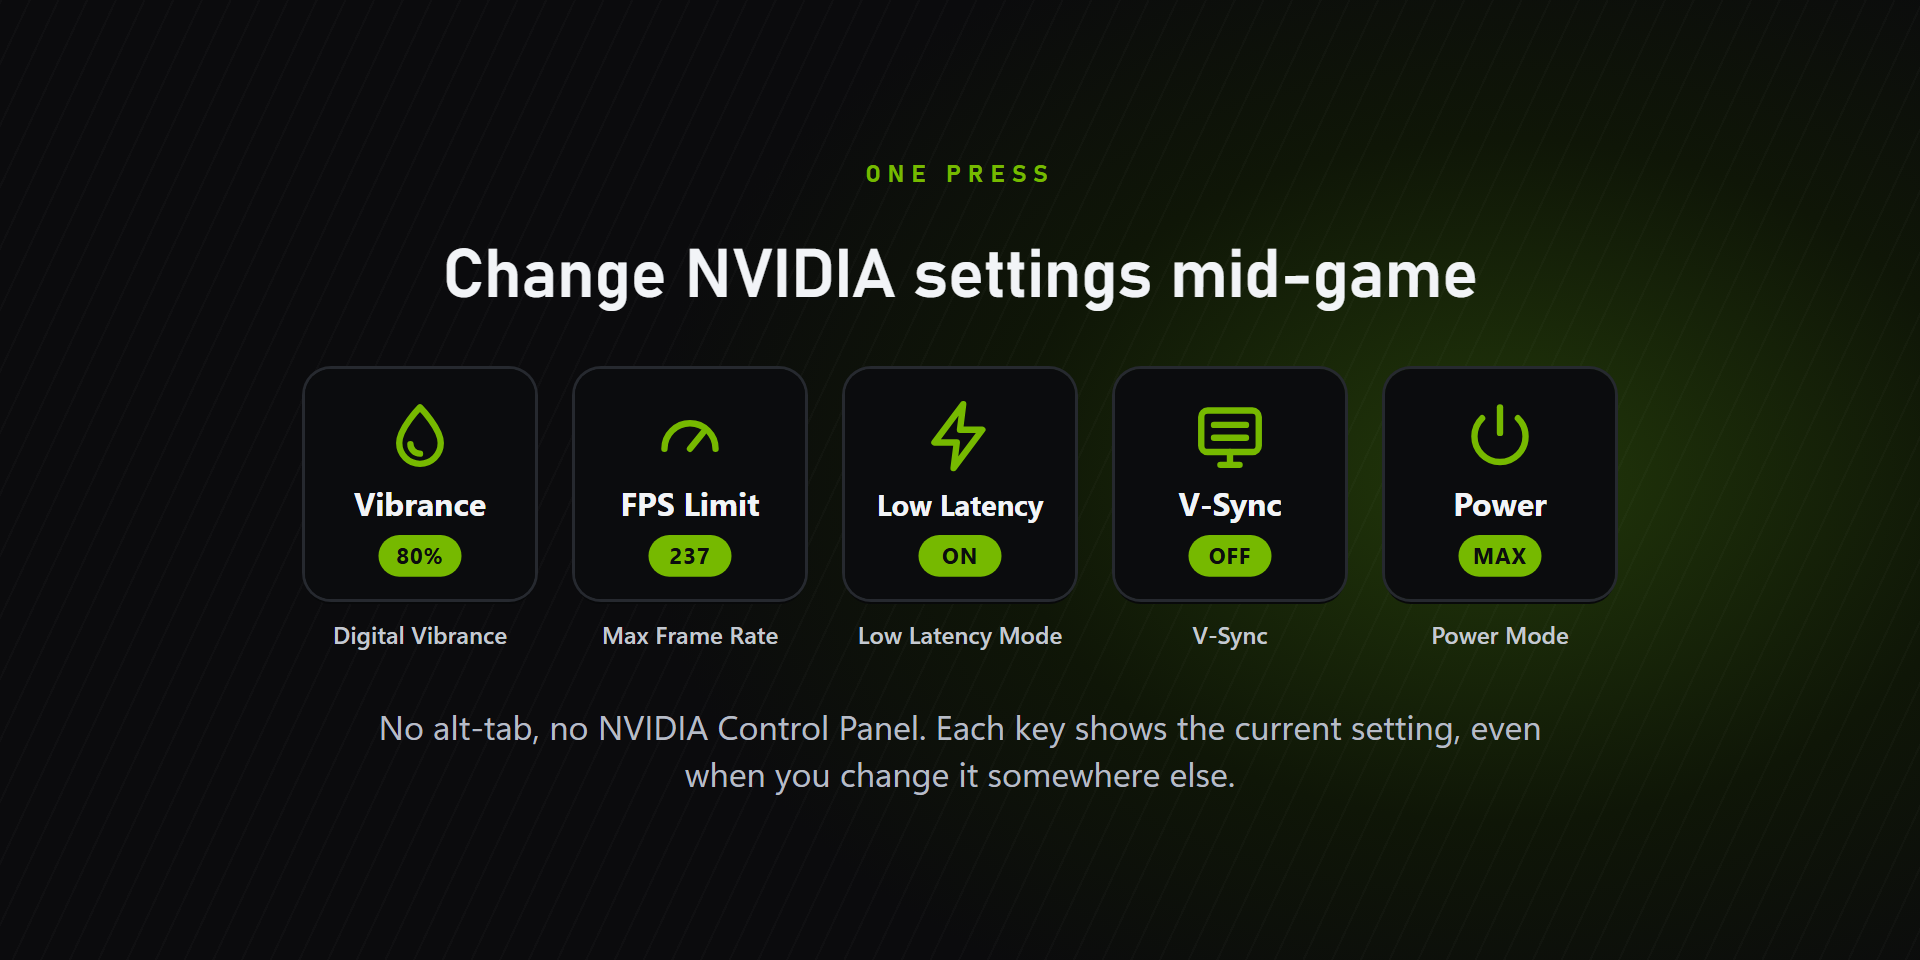 ONE PRESS
Change NVIDIA settings mid-game
Vibrance
80%
Digital Vibrance
FPS Limit
237
Max Frame Rate
Low Latency
ON
Low Latency Mode
V-Sync
OFF
V-Sync
Power
MAX
Power Mode
No alt-tab, no NVIDIA Control Panel. Each key shows the current setting, even
when you change it somewhere else.